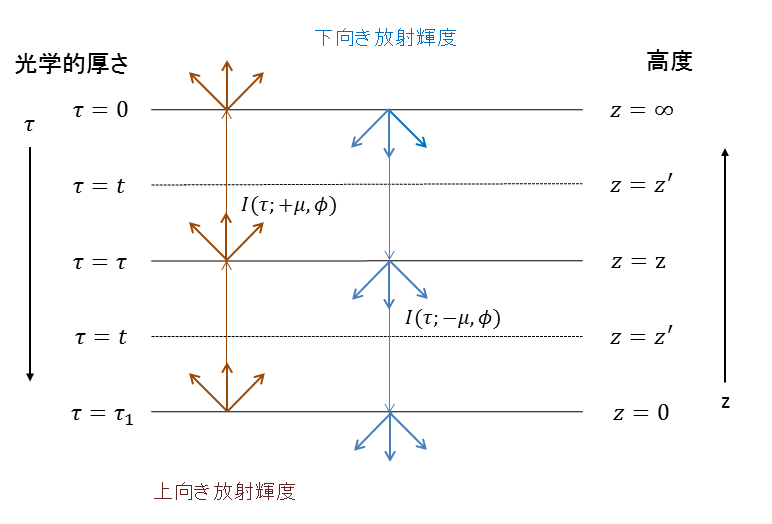 下向き放射輝度
光学的厚さ
高度
τ = 0
z = ∞
τ
τ = t
z = z′
I(τ; +μ, ϕ)
τ = τ
z = z
I(τ; −μ, ϕ)
τ = t
z = z′
z
τ = τ₁
z = 0
上向き放射輝度